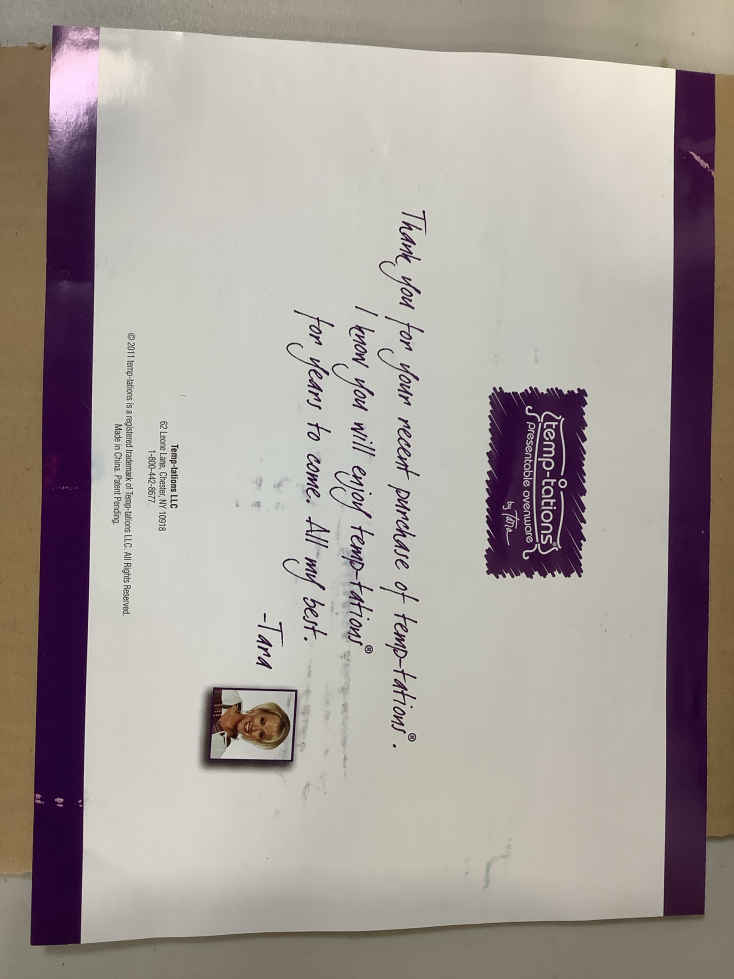 temp-tations®
presentable ovenware
by Tara
Thank you for your recent purchase of temp-tations®.
I know you will enjoy temp-tations®
for years to come. All my best.
-Tara
Temp-tations LLC
62 Leone Lane, Chester, NY 10918
1-800-442-8677
© 2011 temp-tations is a registered trademark of Temp-tations LLC. All Rights Reserved.
Made in China. Patent Pending.